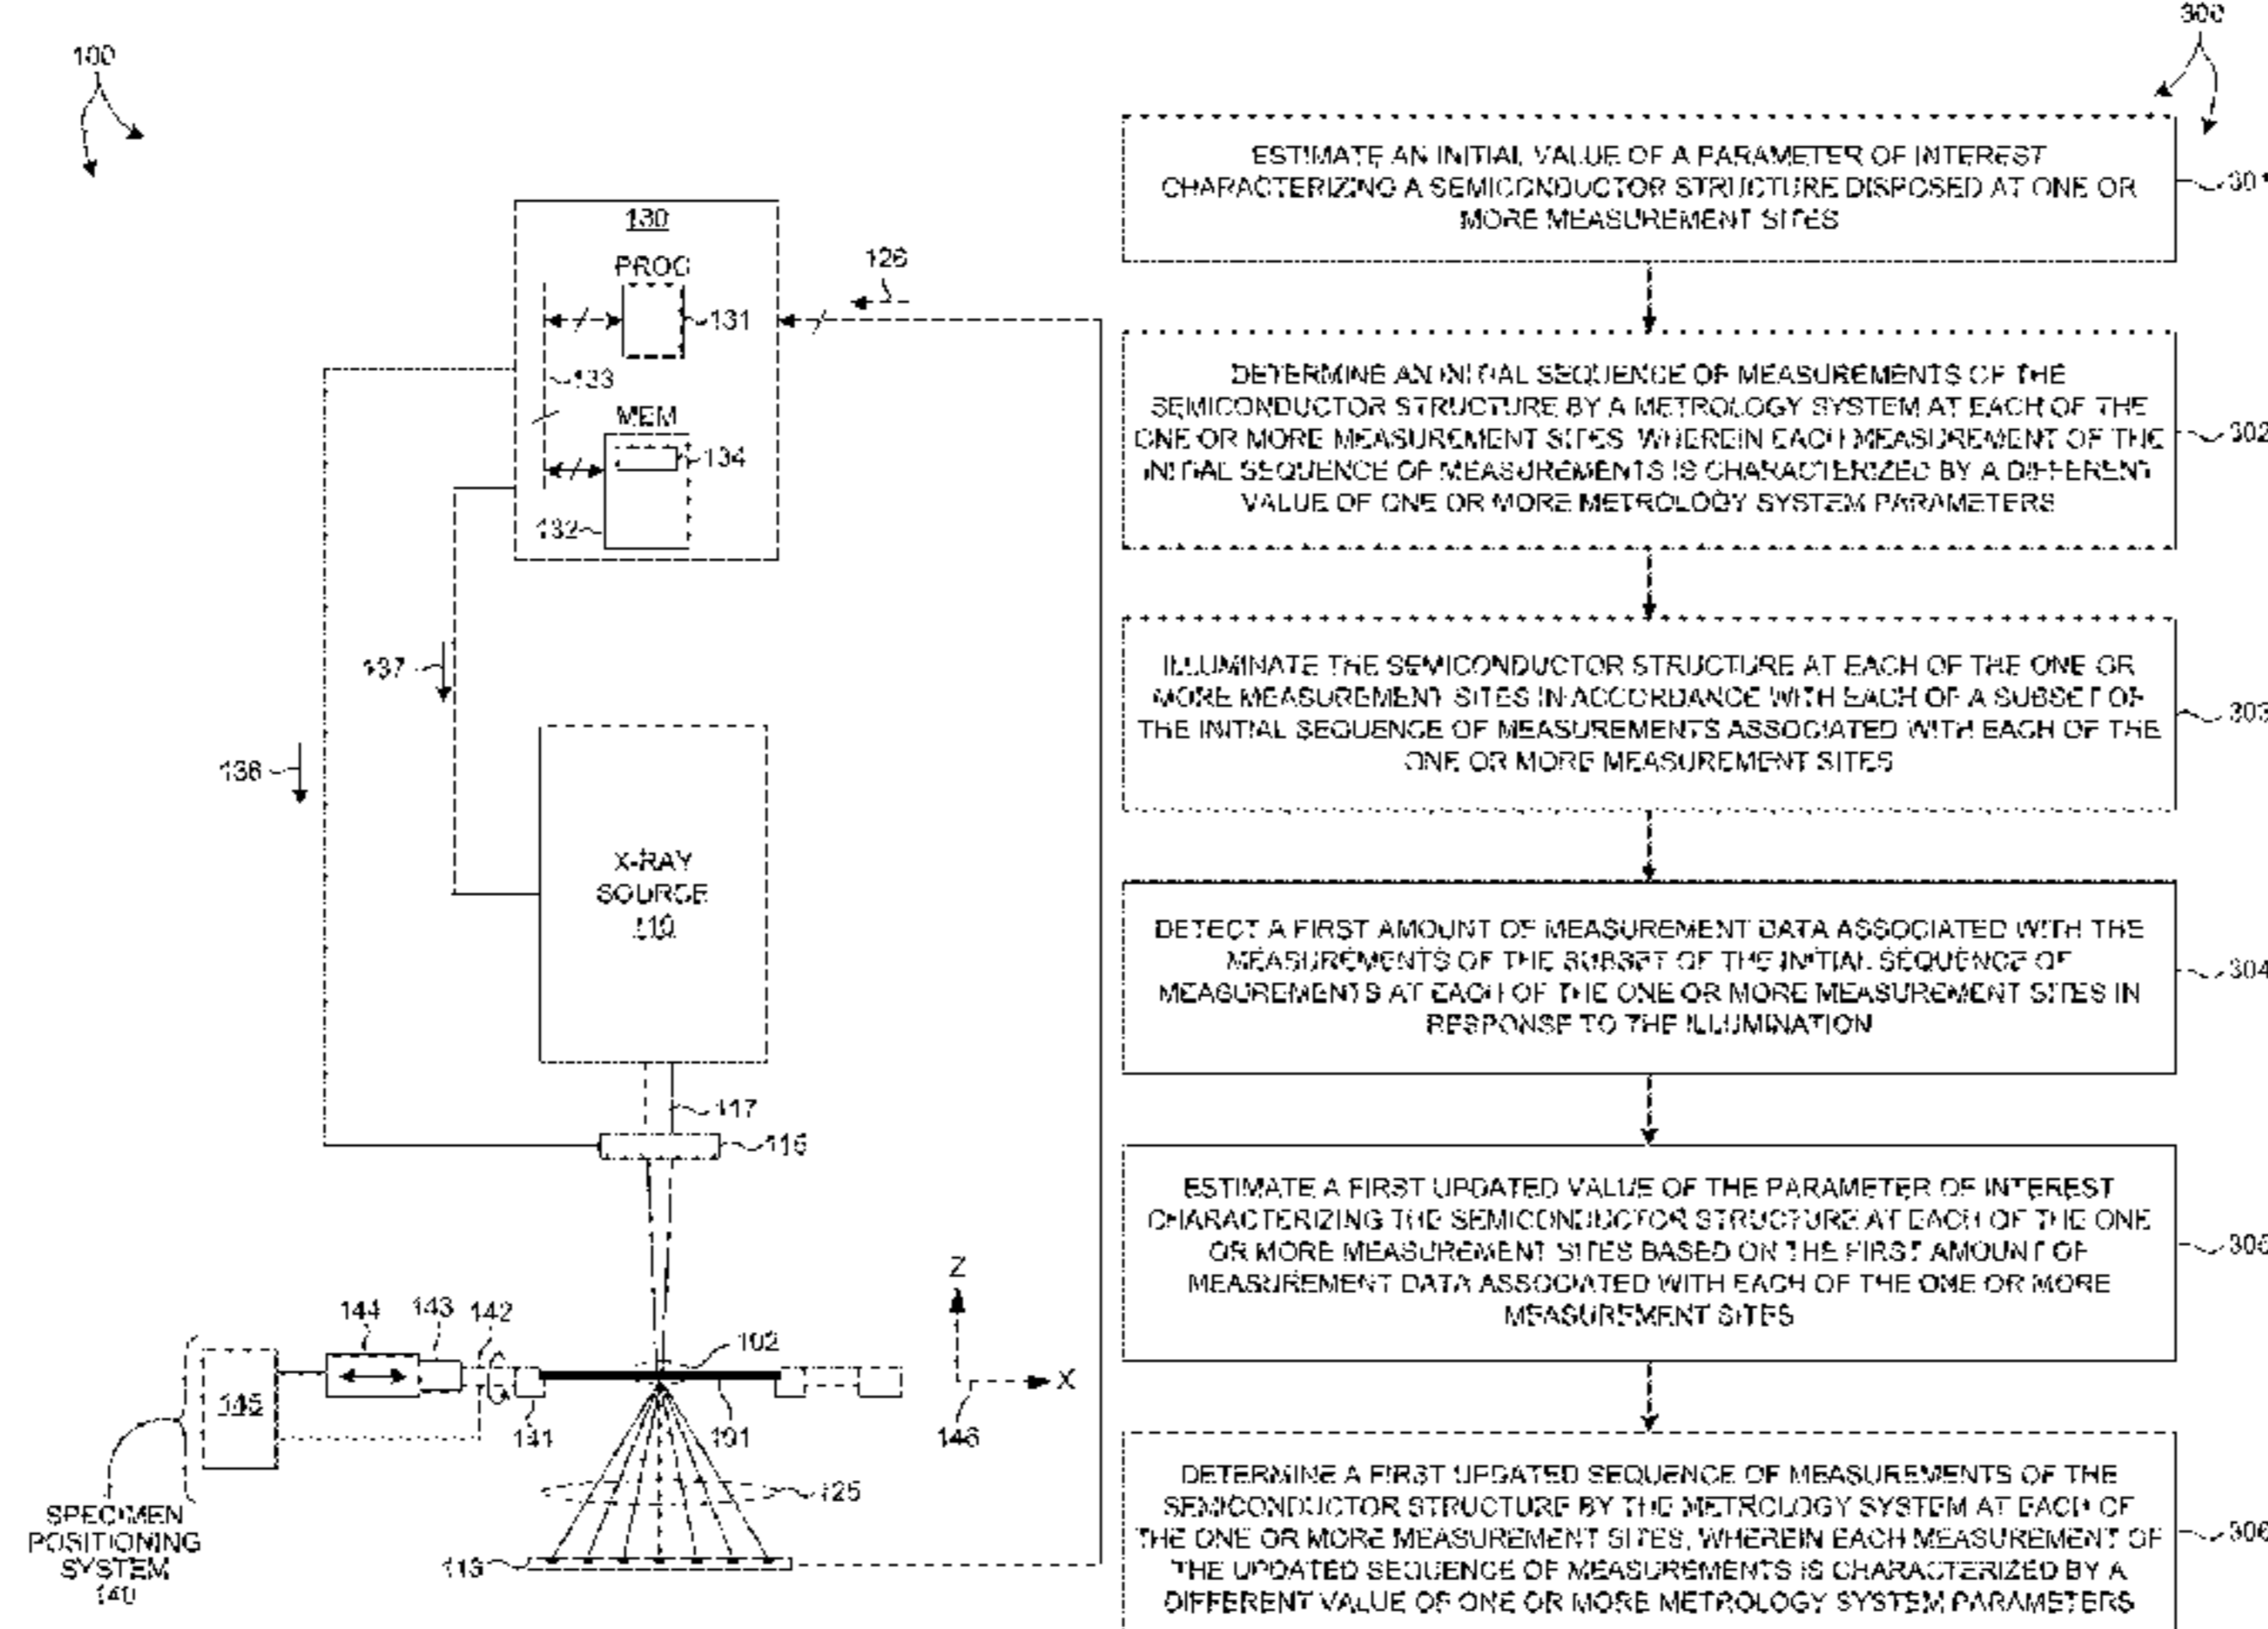 100
130
PROC
126
131
133
MEM
134
132
137
136
X-RAY
SOURCE
110
117
115
Z
144
143
142
102
X
145
141
101
146
125
SPECIMEN
POSITIONING
SYSTEM
140
300
ESTIMATE AN INITIAL VALUE OF A PARAMETER OF INTEREST
CHARACTERIZING A SEMICONDUCTOR STRUCTURE DISPOSED AT ONE OR
MORE MEASUREMENT SITES
DETERMINE AN INITIAL SEQUENCE OF MEASUREMENTS OF THE
SEMICONDUCTOR STRUCTURE BY A METROLOGY SYSTEM AT EACH OF THE
ONE OR MORE MEASUREMENT SITES, WHEREIN EACH MEASUREMENT OF THE
INITIAL SEQUENCE OF MEASUREMENTS IS CHARACTERIZED BY A DIFFERENT
VALUE OF ONE OR MORE METROLOGY SYSTEM PARAMETERS
302
ILLUMINATE THE SEMICONDUCTOR STRUCTURE AT EACH OF THE ONE OR
MORE MEASUREMENT SITES IN ACCORDANCE WITH EACH OF A SUBSET OF
THE INITIAL SEQUENCE OF MEASUREMENTS ASSOCIATED WITH EACH OF THE
ONE OR MORE MEASUREMENT SITES
303
DETECT A FIRST AMOUNT OF MEASUREMENT DATA ASSOCIATED WITH THE
MEASUREMENTS OF THE SUBSET OF THE INITIAL SEQUENCE OF
MEASUREMENTS AT EACH OF THE ONE OR MORE MEASUREMENT SITES IN
RESPONSE TO THE ILLUMINATION
304
ESTIMATE A FIRST UPDATED VALUE OF THE PARAMETER OF INTEREST
CHARACTERIZING THE SEMICONDUCTOR STRUCTURE AT EACH OF THE ONE
OR MORE MEASUREMENT SITES BASED ON THE FIRST AMOUNT OF
MEASUREMENT DATA ASSOCIATED WITH EACH OF THE ONE OR MORE
MEASUREMENT SITES
305
DETERMINE A FIRST UPDATED SEQUENCE OF MEASUREMENTS OF THE
SEMICONDUCTOR STRUCTURE BY THE METROLOGY SYSTEM AT EACH OF
THE ONE OR MORE MEASUREMENT SITES, WHEREIN EACH MEASUREMENT OF
THE UPDATED SEQUENCE OF MEASUREMENTS IS CHARACTERIZED BY A
DIFFERENT VALUE OF ONE OR MORE METROLOGY SYSTEM PARAMETERS
306